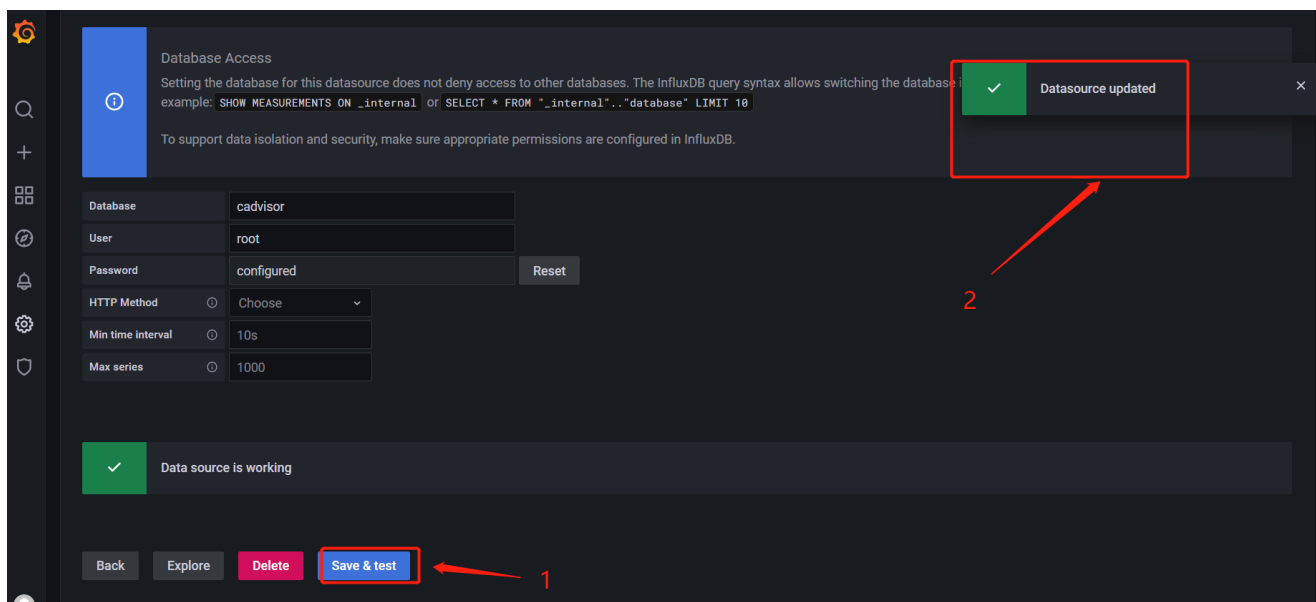 Database Access
Setting the database for this datasource does not deny access to other databases. The InfluxDB query syntax allows switching the database i
example: SHOW MEASUREMENTS ON _internal or SELECT * FROM "_internal".."database" LIMIT 10
To support data isolation and security, make sure appropriate permissions are configured in InfluxDB.
Datasource updated
Database cadvisor
User root
Password configured Reset
HTTP Method Choose
Min time interval 10s
Max series 1000
2
Data source is working
Back Explore Delete Save & test
1